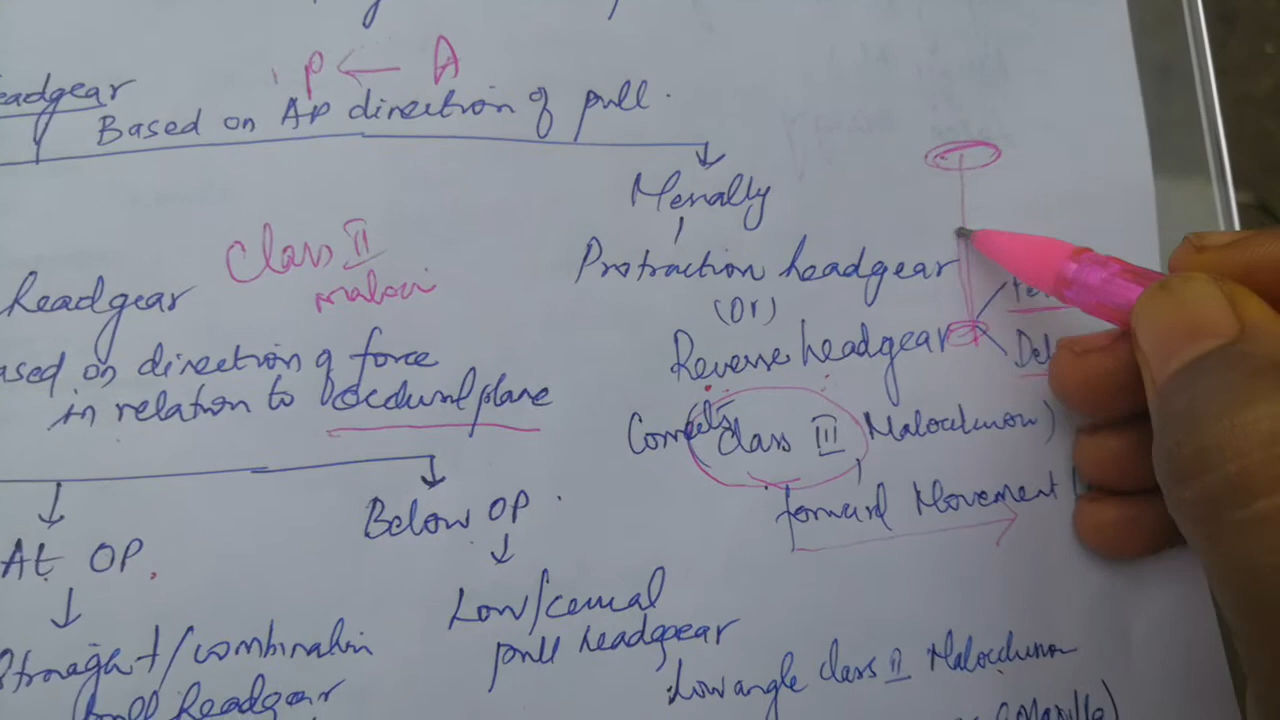 P ← A
eadgear
Based on AP direction of pull.
Mesially
Class II
Protraction headgear
headgear
(or)
Reverse headgear
Del
ased on direction of force
in relation to Occlusal plane
Corrects Class III Malocclusion)
forward Movement
Below OP
At OP
Low/cervical
pull headgear
Straight/combination
pull headgear
Low angle class II Malocclusion
(Maxilla)